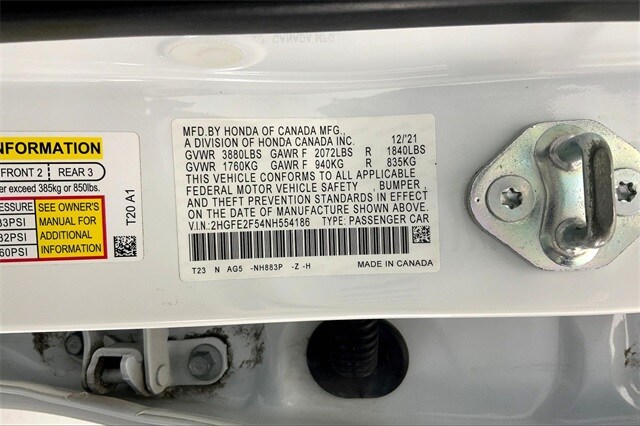 CANADA MFG
INFORMATION
FRONT 2 REAR 3
er exceed 385kg or 850lbs.
PRESSURE SEE OWNER'S
33PSI MANUAL FOR
32PSI ADDITIONAL
60PSI INFORMATION
T20 A1
MFD.BY HONDA OF CANADA MFG.,
A DIVISION OF HONDA CANADA INC. 12/'21
GVWR 3880LBS GAWR F 2072LBS R 1840LBS
GVWR 1760KG GAWR F 940KG R 835KG
THIS VEHICLE CONFORMS TO ALL APPLICABLE
FEDERAL MOTOR VEHICLE SAFETY , BUMPER,
AND THEFT PREVENTION STANDARDS IN EFFECT
ON THE DATE OF MANUFACTURE SHOWN ABOVE.
V.I.N:2HGFE2F54NH554186 TYPE: PASSENGER CAR
T23 N AG5 -NH883P -Z -H MADE IN CANADA